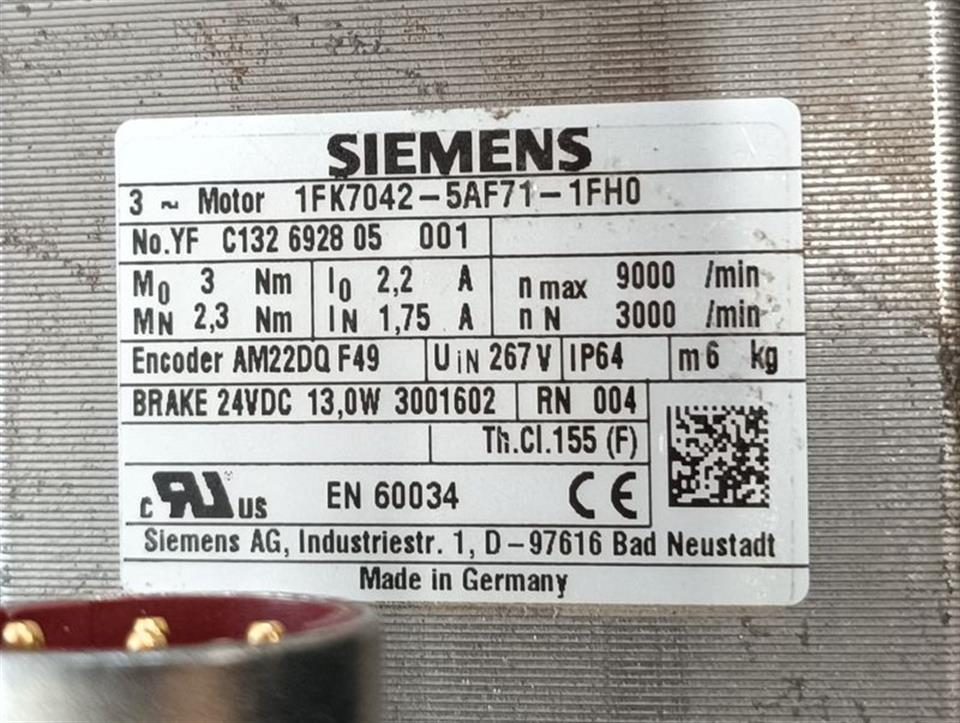 SIEMENS
3 ~ Motor 1FK7042-5AF71-1FH0
No.YF C132 6928 05 001
M0 3 Nm I0 2,2 A n max 9000 /min
MN 2,3 Nm IN 1,75 A n N 3000 /min
Encoder AM22DQ F49 UiN 267V IP64 m 6 kg
BRAKE 24VDC 13,0W 3001602 RN 004
Th.Cl.155 (F)
c RU US EN 60034 CE
Siemens AG, Industriestr. 1, D-97616 Bad Neustadt
Made in Germany